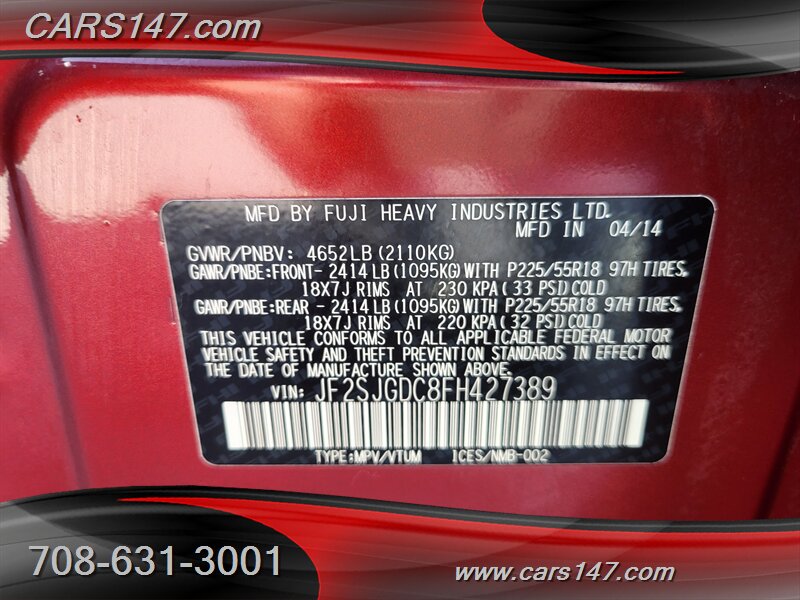 CARS147.com
MFD BY FUJI HEAVY INDUSTRIES LTD.
MFD IN 04/14
GVWR/PNBV: 4652LB (2110KG)
GAWR/PNBE:FRONT- 2414 LB (1095KG) WITH P225/55R18 97H TIRES,
18X7J RIMS AT 230 KPA ( 33 PSI) COLD
GAWR/PNBE:REAR - 2414 LB (1095KG) WITH P225/55R18 97H TIRES,
18X7J RIMS AT 220 KPA ( 32 PSI) COLD
THIS VEHICLE CONFORMS TO ALL APPLICABLE FEDERAL MOTOR
VEHICLE SAFETY AND THEFT PREVENTION STANDARDS IN EFFECT ON
THE DATE OF MANUFACTURE SHOWN ABOVE.
VIN: JF2SJGDC8FH427389
TYPE:MPV/VTUM ICES/NMB-002
708-631-3001
www.cars147.com